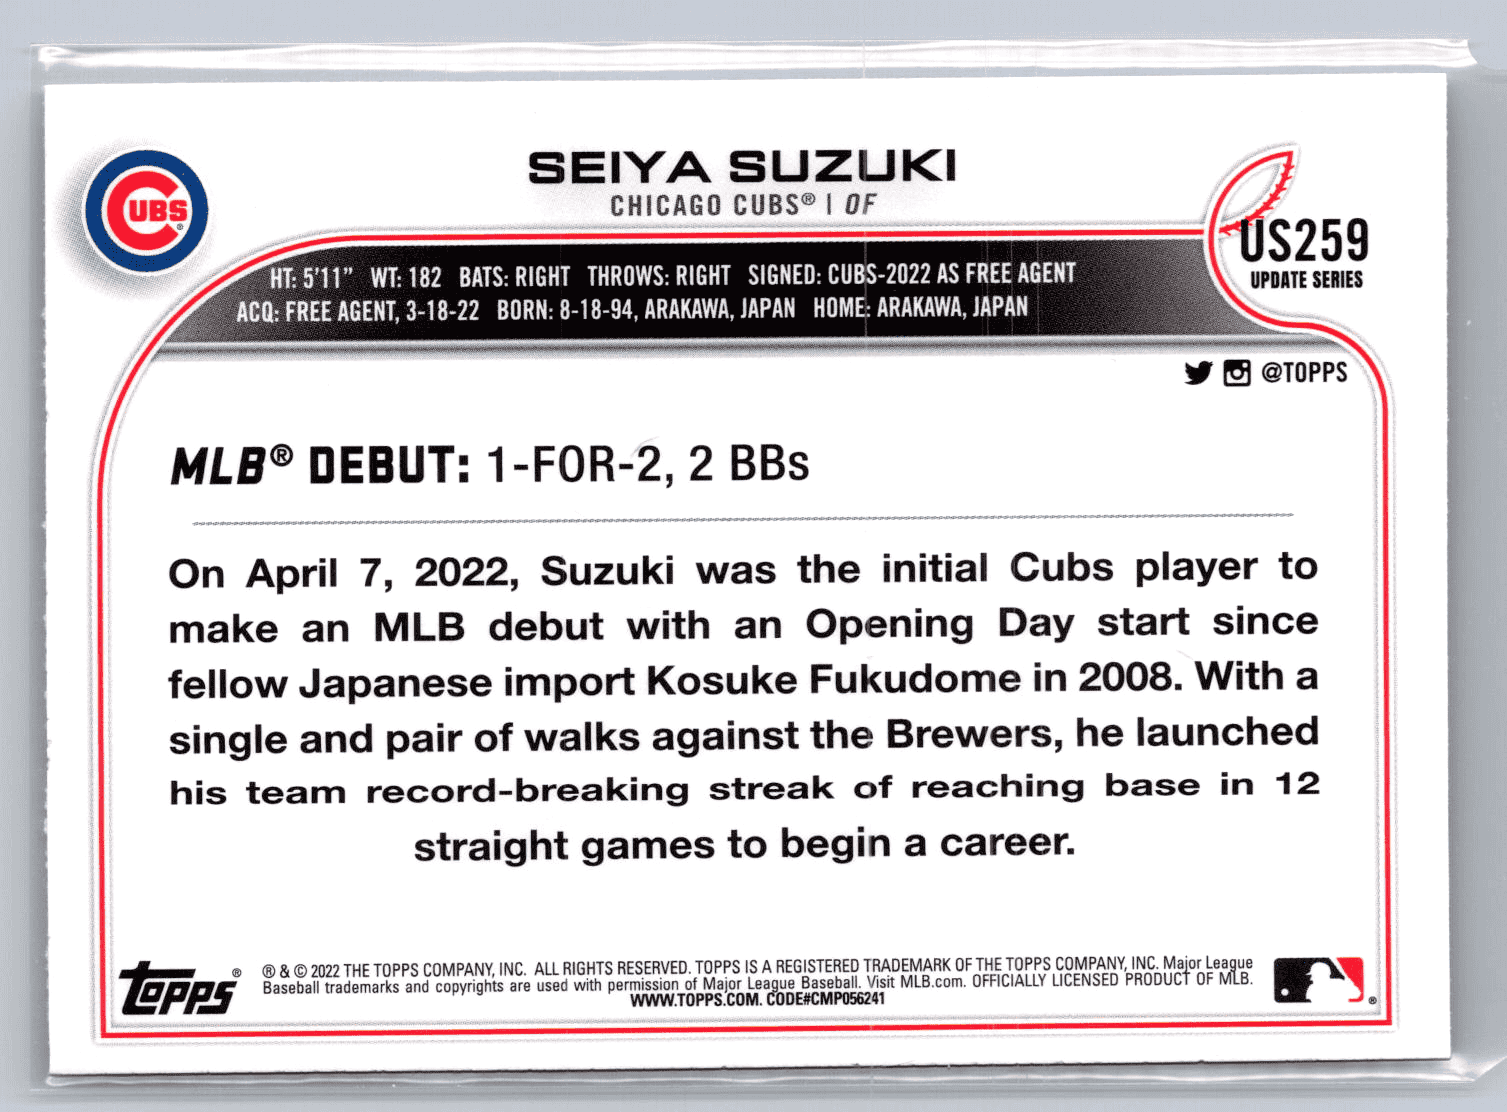 SEIYA SUZUKI
CHICAGO CUBS® | OF
UBS®
US259
UPDATE SERIES
HT: 5'11" WT: 182 BATS: RIGHT THROWS: RIGHT SIGNED: CUBS-2022 AS FREE AGENT
ACQ: FREE AGENT, 3-18-22 BORN: 8-18-94, ARAKAWA, JAPAN HOME: ARAKAWA, JAPAN
@TOPPS
MLB® DEBUT: 1-FOR-2, 2 BBs
On April 7, 2022, Suzuki was the initial Cubs player to
make an MLB debut with an Opening Day start since
fellow Japanese import Kosuke Fukudome in 2008. With a
single and pair of walks against the Brewers, he launched
his team record-breaking streak of reaching base in 12
straight games to begin a career.
topps®
® & © 2022 THE TOPPS COMPANY, INC. ALL RIGHTS RESERVED. TOPPS IS A REGISTERED TRADEMARK OF THE TOPPS COMPANY, INC. Major League
Baseball trademarks and copyrights are used with permission of Major League Baseball. Visit MLB.com. OFFICIALLY LICENSED PRODUCT OF MLB.
WWW.TOPPS.COM. CODE#CMP056241
®